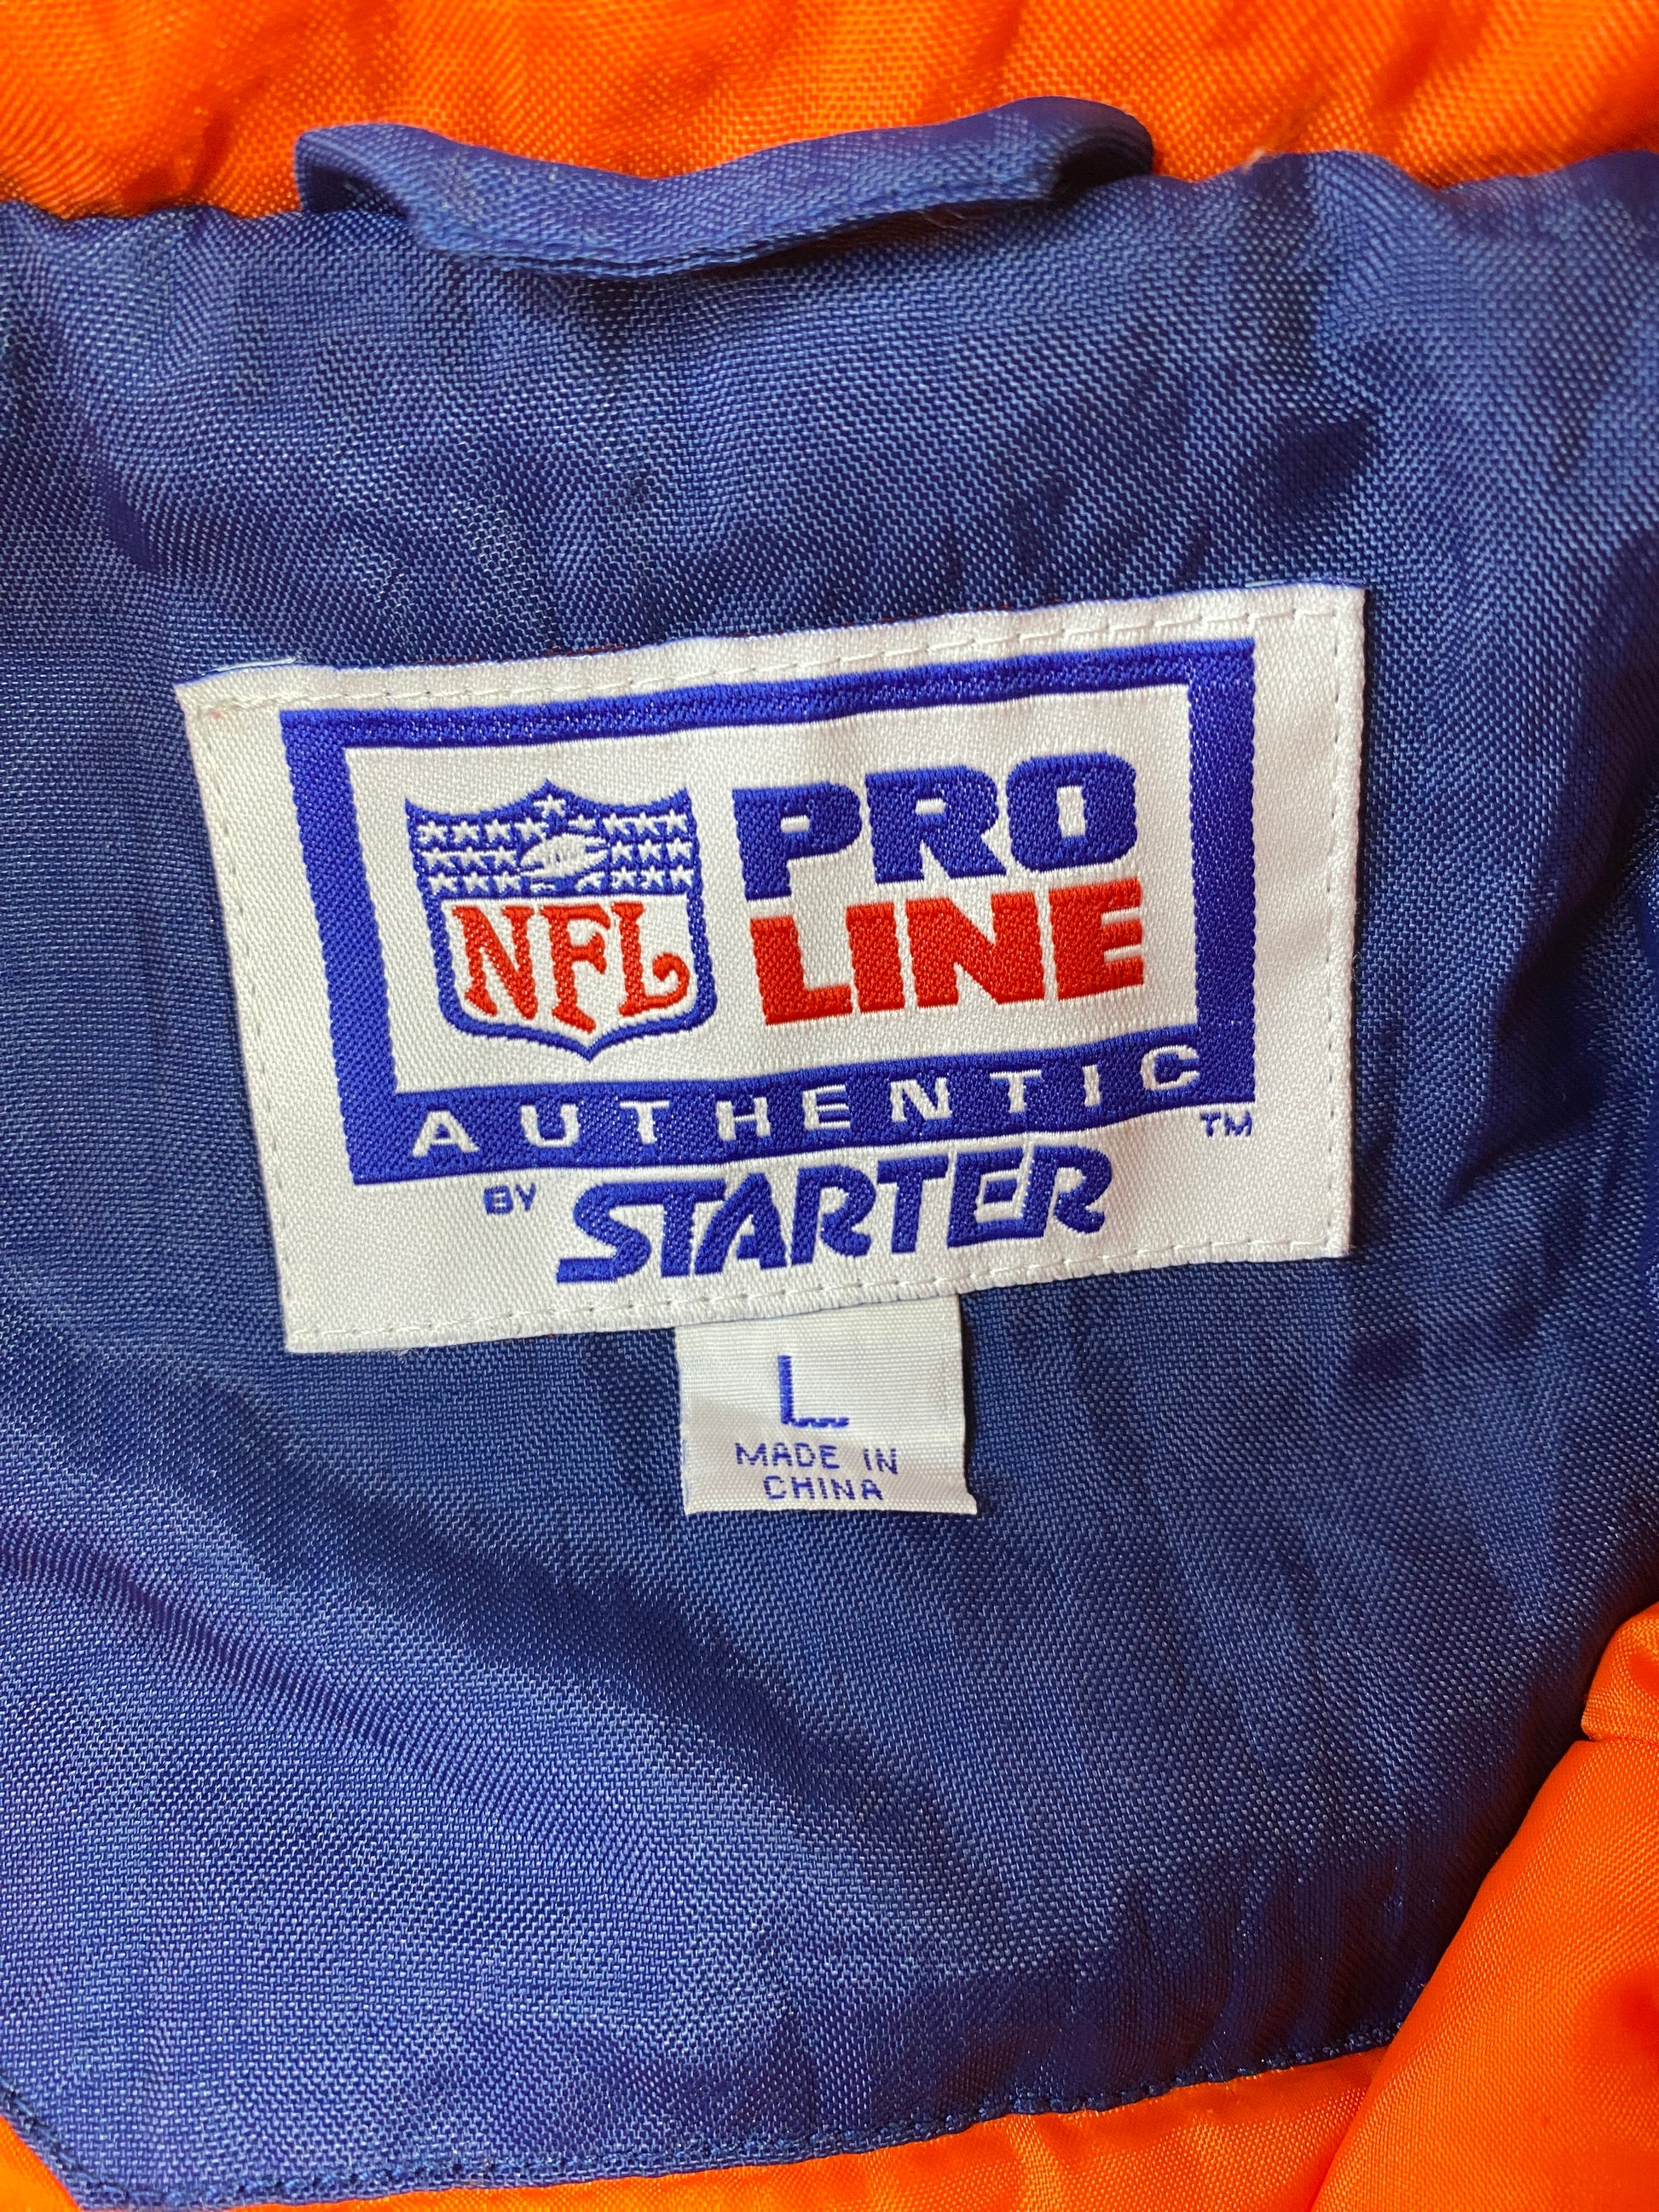 NFL
PRO
LINE
AUTHENTIC
TM
BY STARTER
L
MADE IN
CHINA